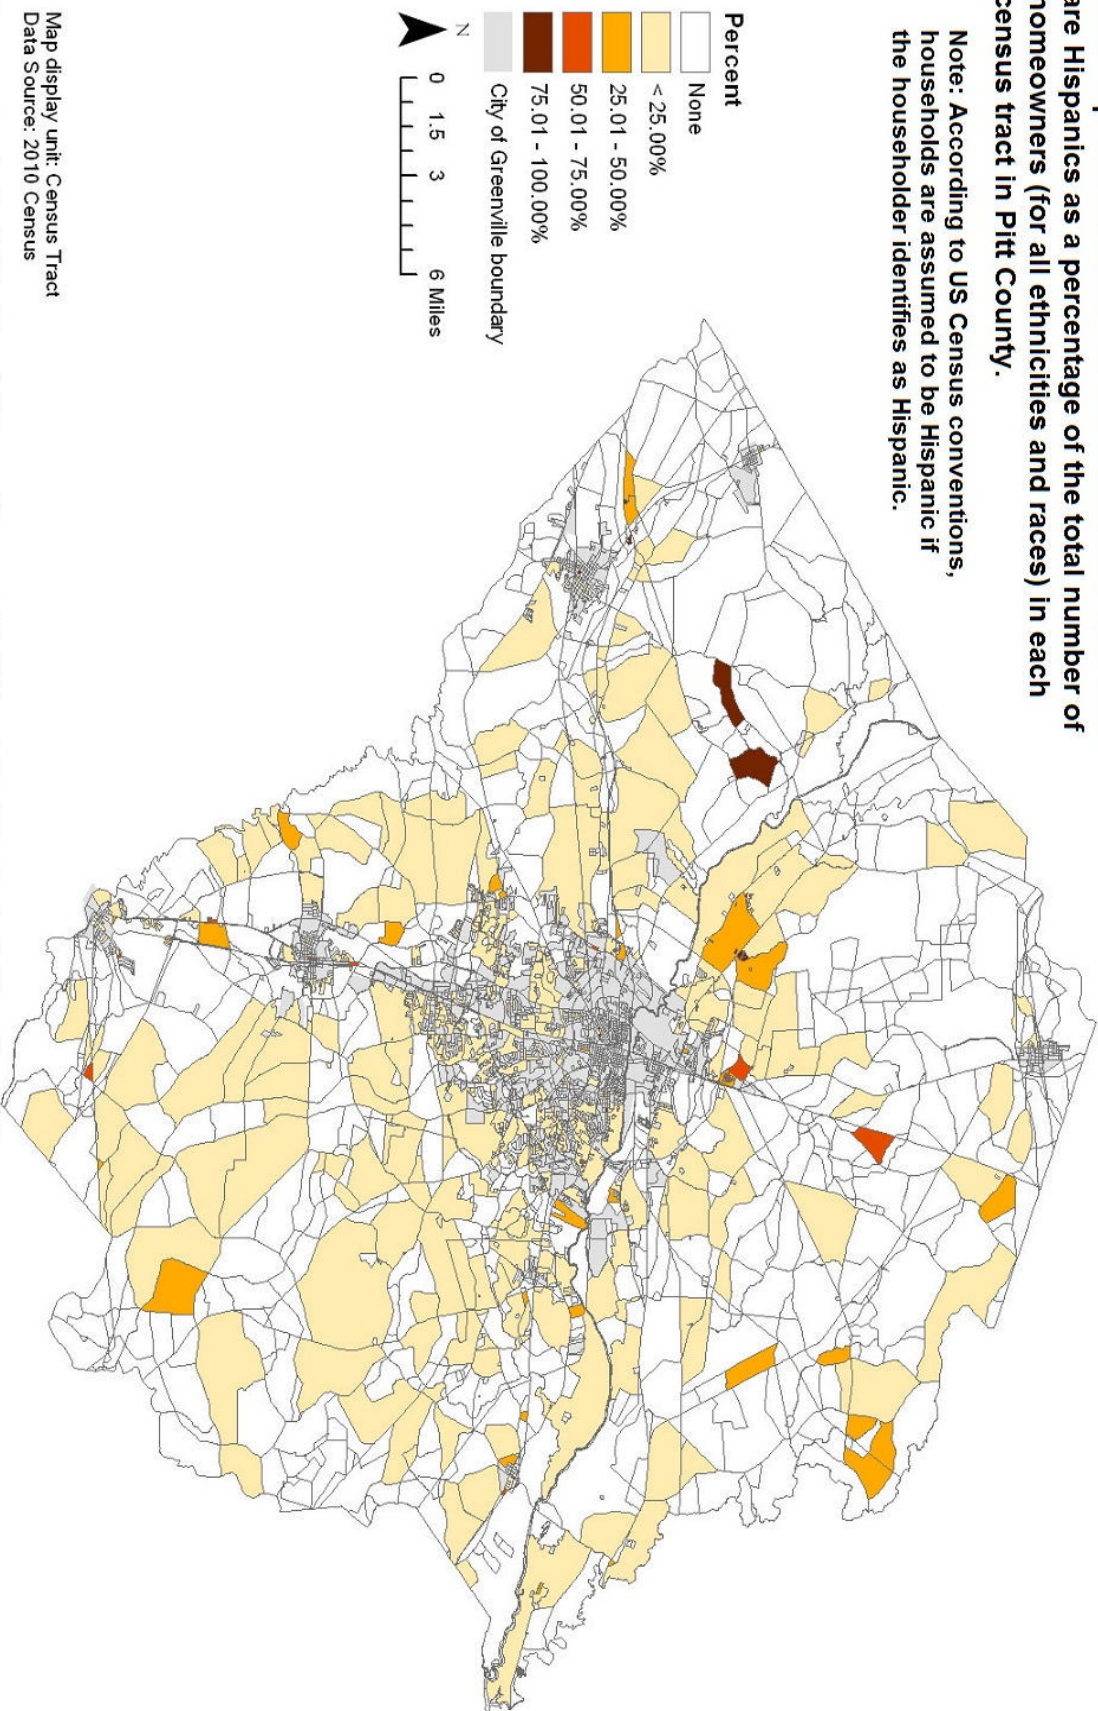 are Hispanics as a percentage of the total number of
homeowners (for all ethnicities and races) in each
census tract in Pitt County.
Note: According to US Census conventions,
households are assumed to be Hispanic if
the householder identifies as Hispanic.
Percent
None
< 25.00%
25.01 - 50.00%
50.01 - 75.00%
75.01 - 100.00%
City of Greenville boundary
N
0 1.5 3 6 Miles
Map display unit: Census Tract
Data Source: 2010 Census